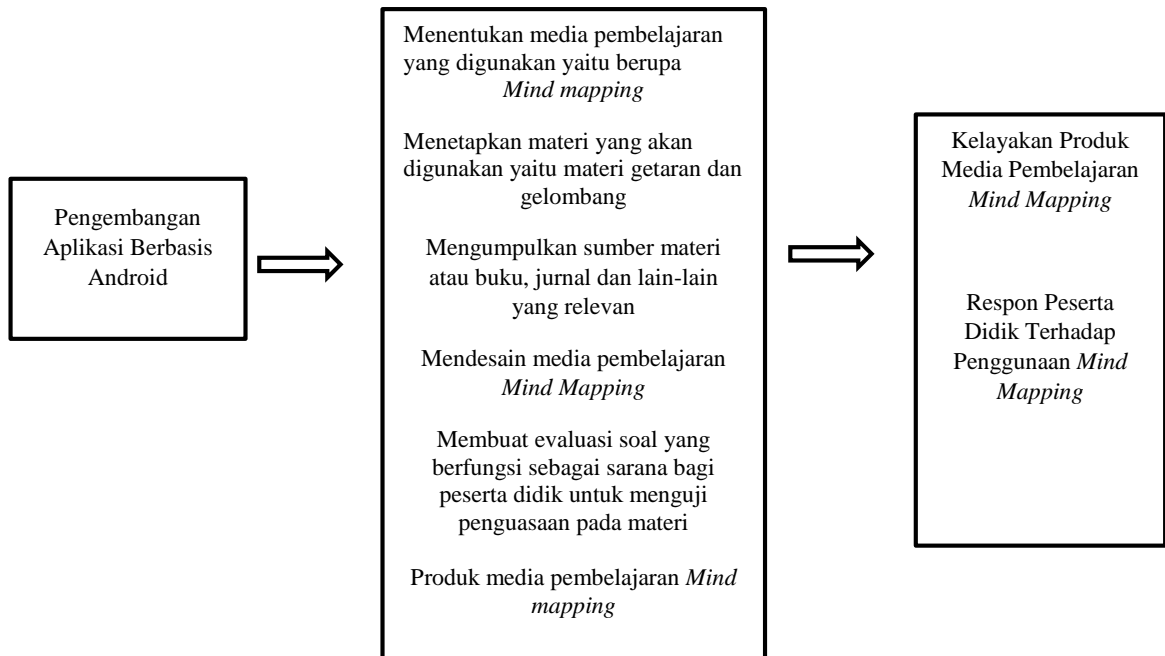 Pengembangan
Aplikasi Berbasis
Android
Menentukan media pembelajaran
yang digunakan yaitu berupa
Mind mapping
Menetapkan materi yang akan
digunakan yaitu materi getaran dan
gelombang
Mengumpulkan sumber materi
atau buku, jurnal dan lain-lain
yang relevan
Mendesain media pembelajaran
Mind Mapping
Membuat evaluasi soal yang
berfungsi sebagai sarana bagi
peserta didik untuk menguji
penguasaan pada materi
Produk media pembelajaran Mind
mapping
Kelayakan Produk
Media Pembelajaran
Mind Mapping
Respon Peserta
Didik Terhadap
Penggunaan Mind
Mapping